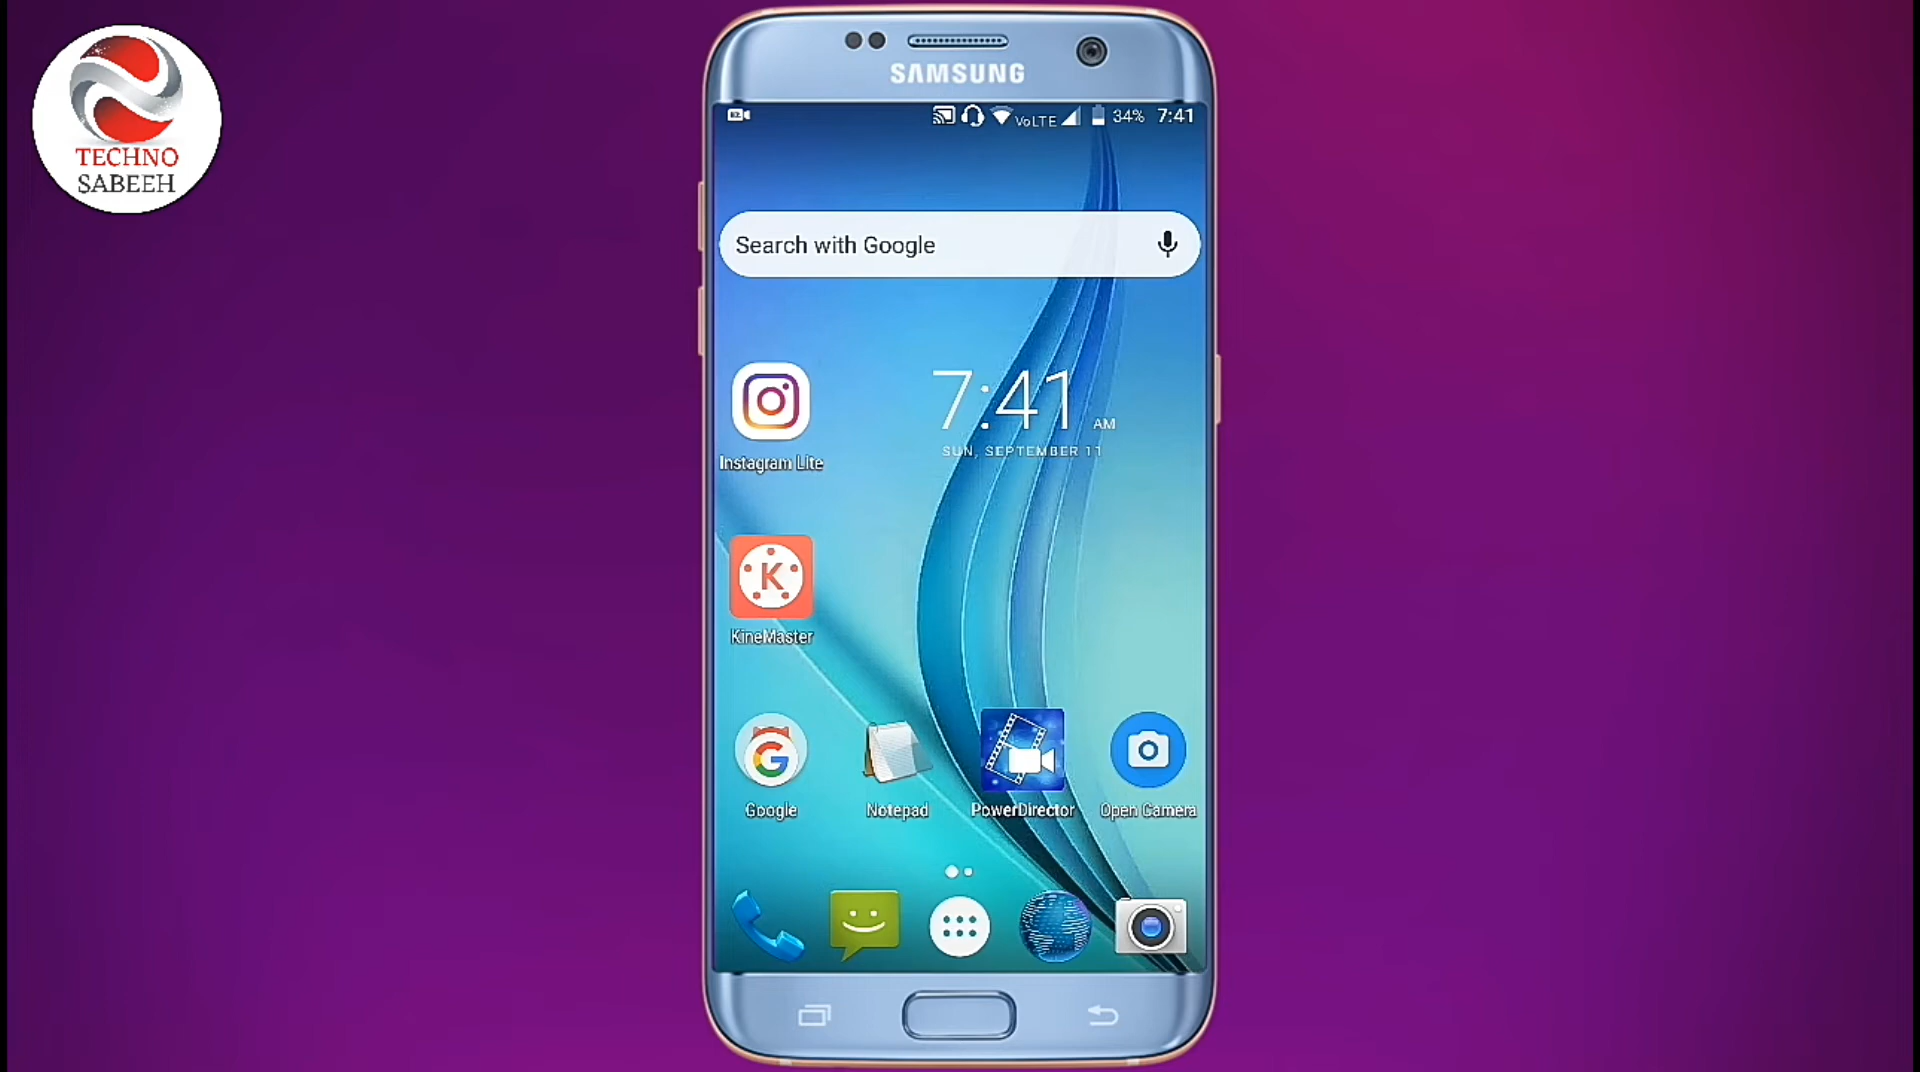 TECHNO
SABEEH
SAMSUNG
VoLTE 34% 7:41
Search with Google
7:41 AM
SUN, SEPTEMBER 11
Instagram Lite
KineMaster
K
Google
Notepad
PowerDirector
Open Camera